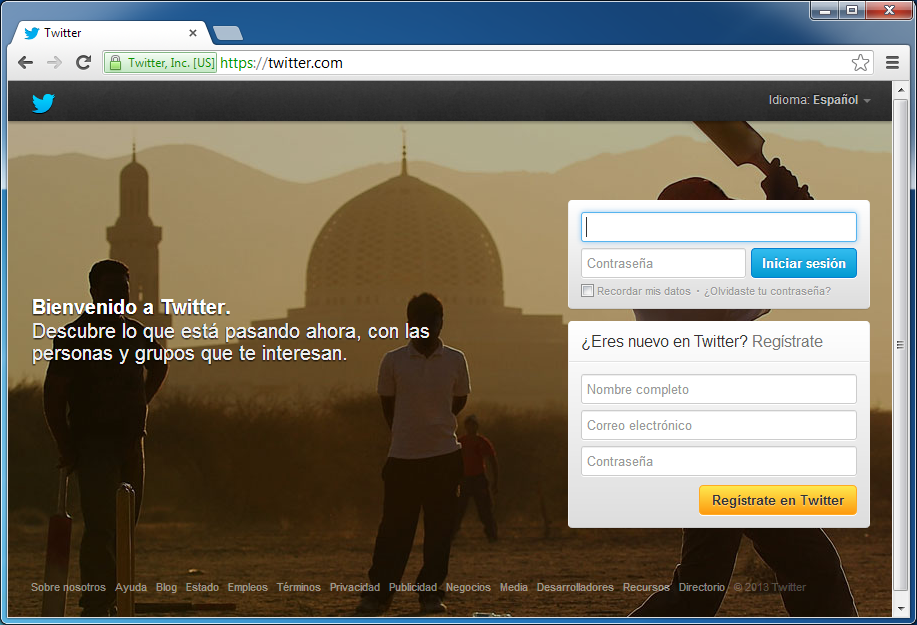 Twitter
Twitter, Inc. [US] https://twitter.com
Idioma: Español
Contraseña
Iniciar sesión
Recordar mis datos · ¿Olvidaste tu contraseña?
Bienvenido a Twitter.
Descubre lo que está pasando ahora, con las
personas y grupos que te interesan.
¿Eres nuevo en Twitter? Regístrate
Nombre completo
Correo electrónico
Contraseña
Regístrate en Twitter
Sobre nosotros Ayuda Blog Estado Empleos Términos Privacidad Publicidad Negocios Media Desarrolladores Recursos Directorio © 2013 Twitter